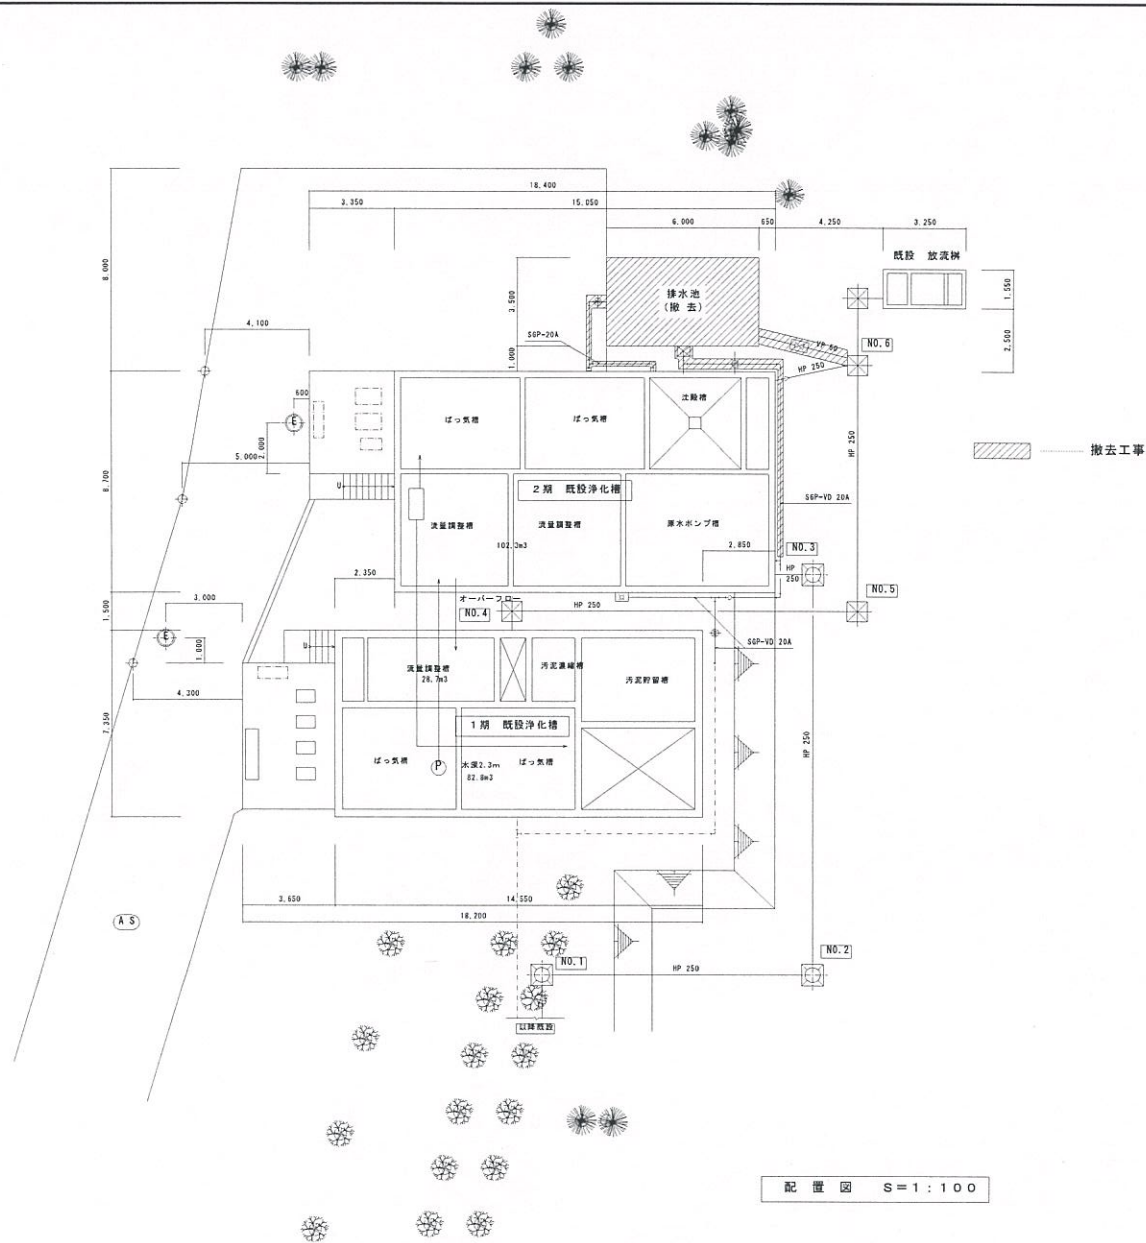 18.400
3.350
15.050
6.000
650
4.250
3.250
既設 放流桝
8.000
3.500
排水池
(撤 去)
1.550
2.500
4.100
SGP-20A
1.000
VP 50
NO.6
HP 250
600
E
2.000
ばっ気槽
ばっ気槽
沈殿槽
HP 250
撤去工事
5.000
8.700
U
2期 既設浄化槽
SGP-VD 20A
流量調整槽
流量調整槽
原水ポンプ槽
102.3m3
2.850
NO.3
HP
250
2.350
NO.5
3.000
オーバーフロー
NO.4
HP 250
1.500
E
1.000
U
SGP-VD 20A
流量調整槽
28.7m3
汚泥濃縮槽
汚泥貯留槽
4.300
7.350
1期 既設浄化槽
HP 250
ばっ気槽
P
水深2.3m
82.8m3
ばっ気槽
3.650
14.550
18.200
A S
NO.1
NO.2
HP 250
以降既設
配 置 図 S=1:100